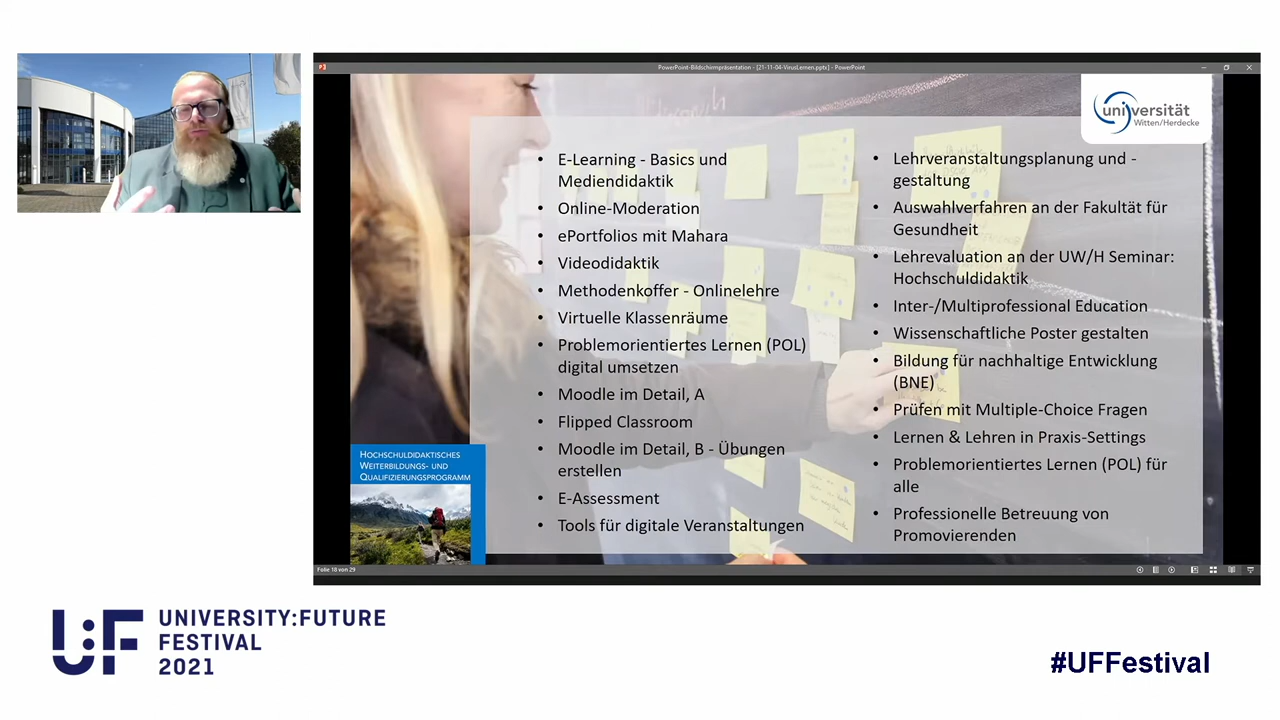 PowerPoint-Bildschirmpräsentation - [21-11-04-VirusLernen.pptx] - PowerPoint
universität
Witten/Herdecke
• E-Learning - Basics und
Mediendidaktik
• Online-Moderation
• ePortfolios mit Mahara
• Videodidaktik
• Methodenkoffer - Onlinelehre
• Virtuelle Klassenräume
• Problemorientiertes Lernen (POL)
digital umsetzen
• Moodle im Detail, A
• Flipped Classroom
• Moodle im Detail, B - Übungen
erstellen
• E-Assessment
• Tools für digitale Veranstaltungen
• Lehrveranstaltungsplanung und -
gestaltung
• Auswahlverfahren an der Fakultät für
Gesundheit
• Lehrevaluation an der UW/H Seminar:
Hochschuldidaktik
• Inter-/Multiprofessional Education
• Wissenschaftliche Poster gestalten
• Bildung für nachhaltige Entwicklung
(BNE)
• Prüfen mit Multiple-Choice Fragen
• Lernen & Lehren in Praxis-Settings
• Problemorientiertes Lernen (POL) für
alle
• Professionelle Betreuung von
Promovierenden
HOCHSCHULDIDAKTISCHES
WEITERBILDUNGS- UND
QUALIFIZIERUNGSPROGRAMM
Folie 18 von 29
U:F
UNIVERSITY:FUTURE
FESTIVAL
2021
#UFFestival